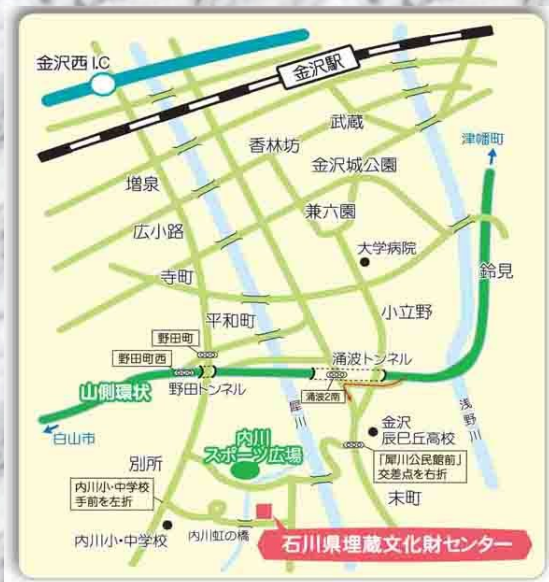 金沢西 I.C
金沢駅
武蔵
香林坊
金沢城公園
津幡町
増泉
兼六園
広小路
大学病院
鈴見
寺町
小立野
平和町
野田町
野田町西
涌波トンネル
山側環状
野田トンネル
涌波2南
白山市
犀川
浅野川
内川
スポーツ広場
金沢
辰巳丘高校
別所
「犀川公民館前」
交差点を右折
内川小・中学校
手前を左折
末町
内川小・中学校
内川虹の橋
石川県埋蔵文化財センター